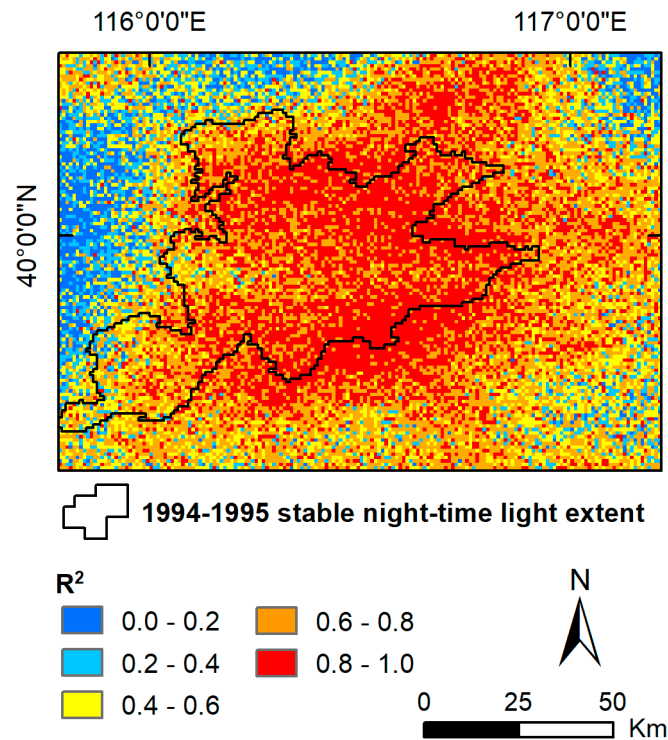 116°0'0"E 117°0'0"E
40°0'0"N
1994-1995 stable night-time light extent
R²
0.0 - 0.2 0.6 - 0.8
0.2 - 0.4 0.8 - 1.0
0.4 - 0.6
N
0 25 50
Km